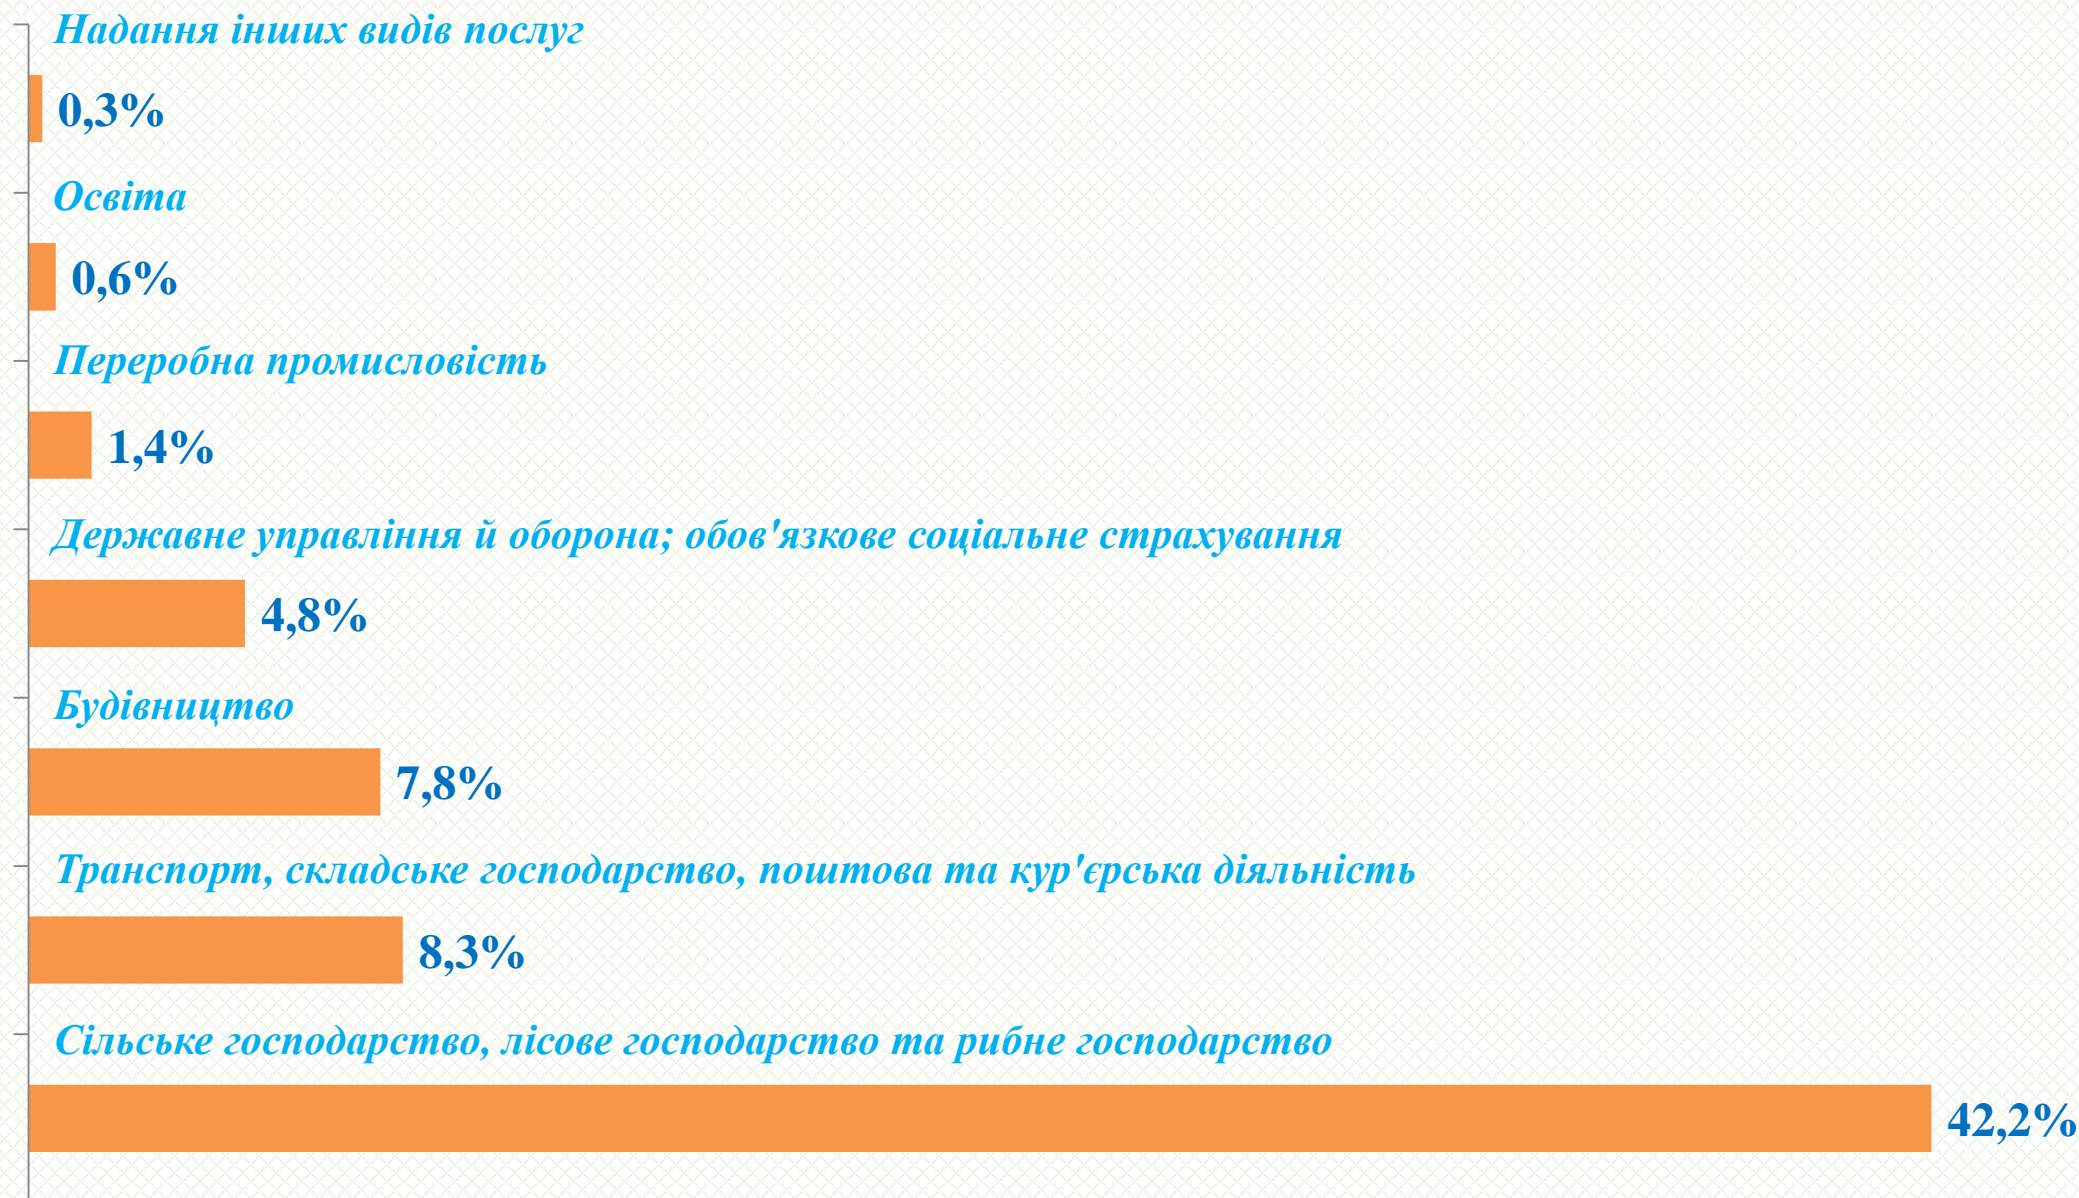 Надання інших видів послуг
0,3%
Освіта
0,6%
Переробна промисловість
1,4%
Державне управління й оборона; обов'язкове соціальне страхування
4,8%
Будівництво
7,8%
Транспорт, складське господарство, поштова та кур'єрська діяльність
8,3%
Сільське господарство, лісове господарство та рибне господарство
42,2%